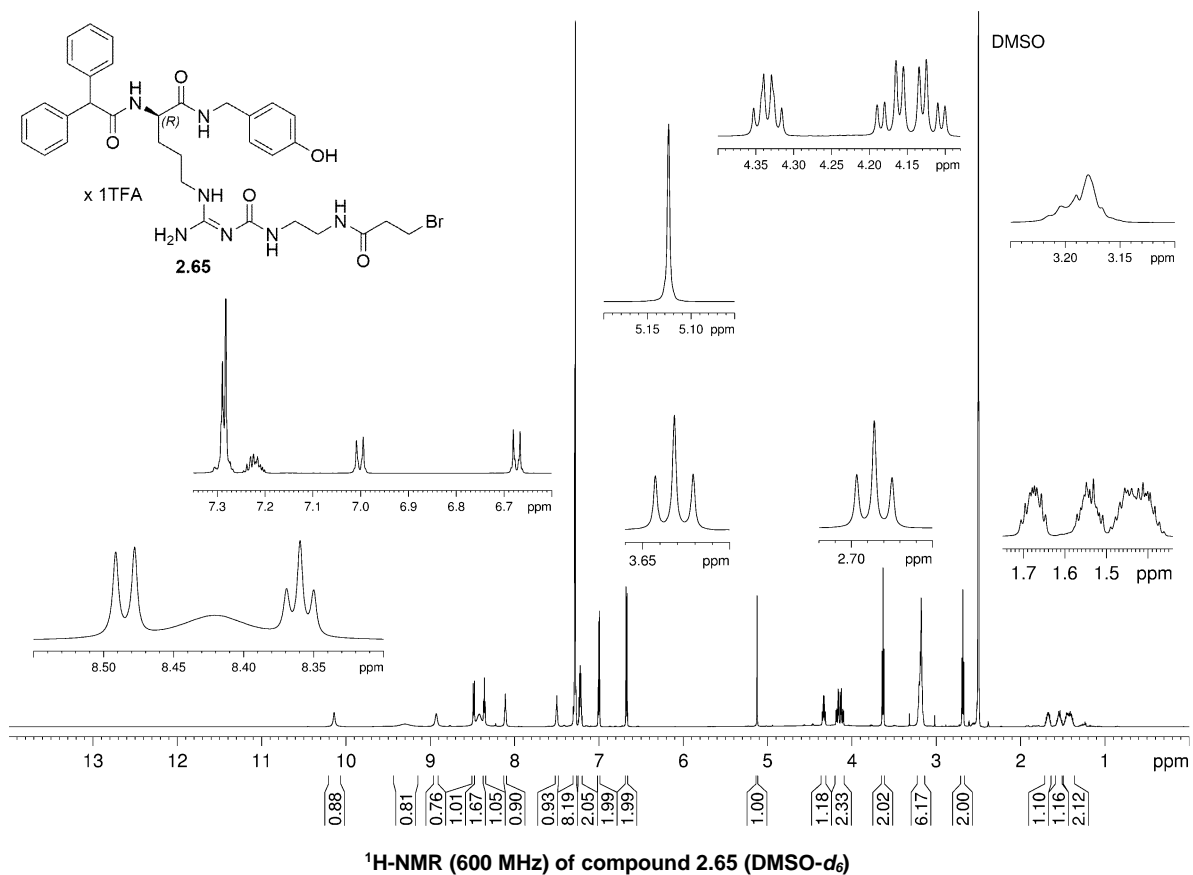 DMSO
H
N
O
(R)
N
H
O
OH
x 1TFA
NH
O
H2N
N
N
H
H
N
O
Br
2.65
4.35 4.30 4.25 4.20 4.15 ppm
3.20 3.15 ppm
5.15 5.10 ppm
7.3 7.2 7.1 7.0 6.9 6.8 6.7 ppm
3.65 ppm
2.70 ppm
1.7 1.6 1.5 ppm
8.50 8.45 8.40 8.35 ppm
13 12 11 10 9 8 7 6 5 4 3 2 1 ppm
0.88 0.81 0.76 1.01 1.67 1.05 0.90 0.93 8.19 2.05 1.99 1.99 1.00 1.18 2.33 2.02 6.17 2.00 1.10 1.16 2.12
1H-NMR (600 MHz) of compound 2.65 (DMSO-d6)